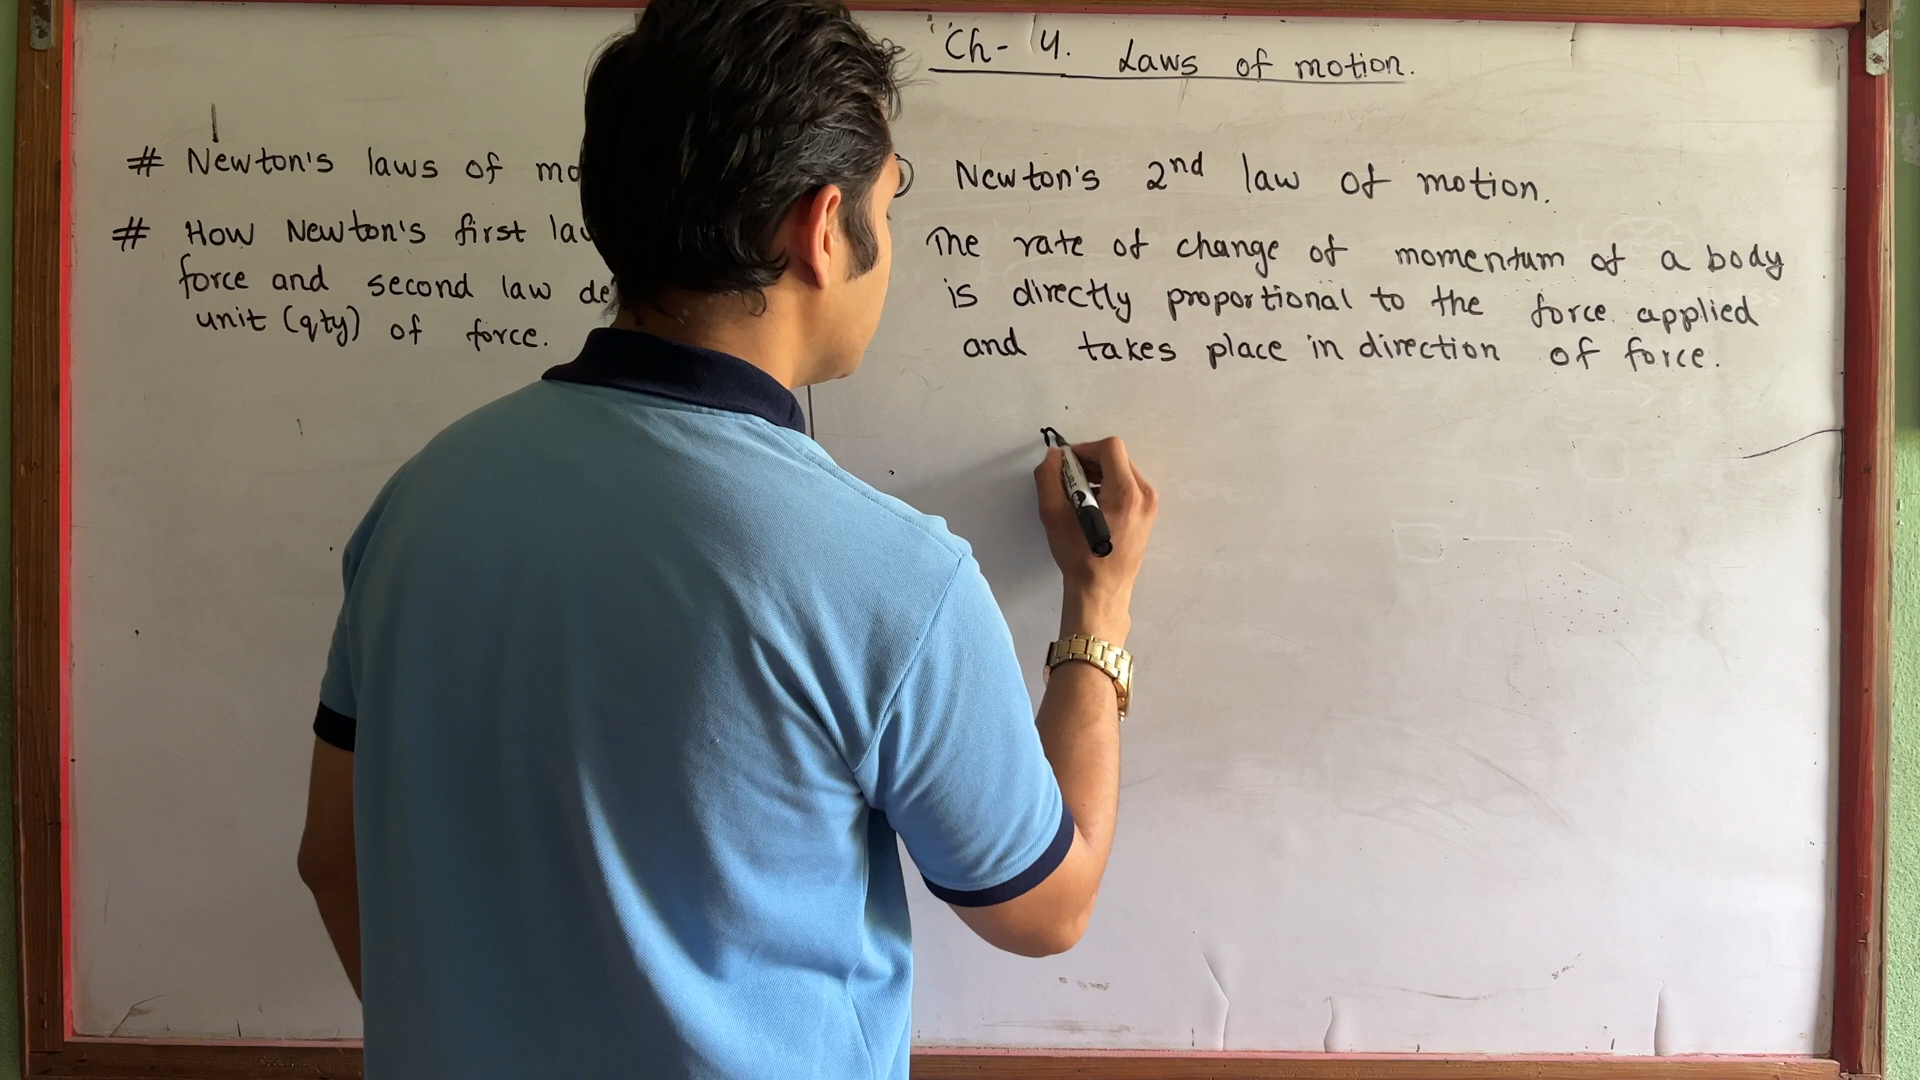 Ch- 4. Laws of motion.
# Newton's laws of mo
# How Newton's first la
force and second law de
unit (qty) of force.
Newton's 2nd law of motion.
The rate of change of momentum of a body
is directly proportional to the force applied
and takes place in direction of force.